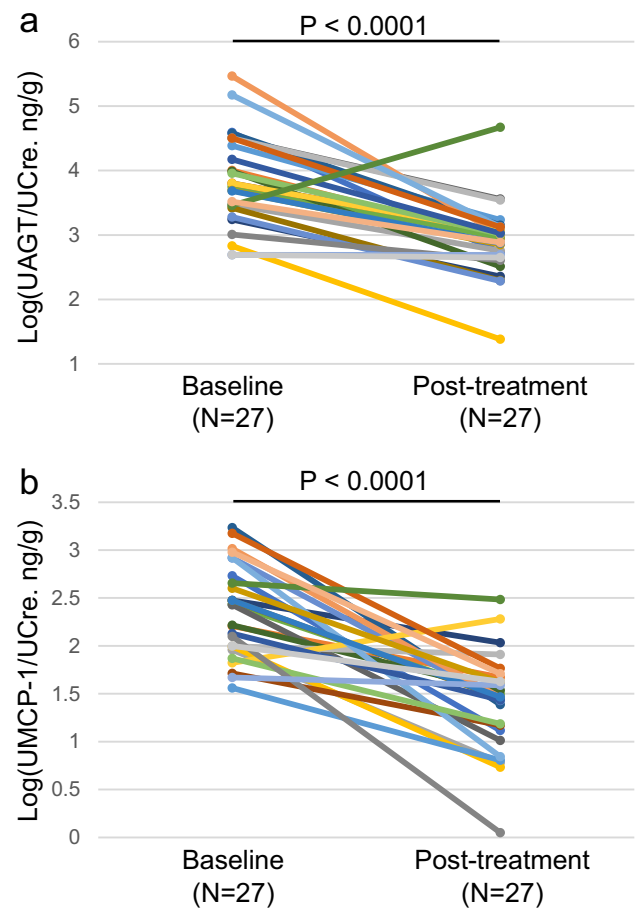 a
P < 0.0001
Log(UAGT/UCre. ng/g)
6
5
4
3
2
1
Baseline
(N=27)
Post-treatment
(N=27)
b
P < 0.0001
Log(UMCP-1/UCre. ng/g)
3.5
3
2.5
2
1.5
1
0.5
0
Baseline
(N=27)
Post-treatment
(N=27)